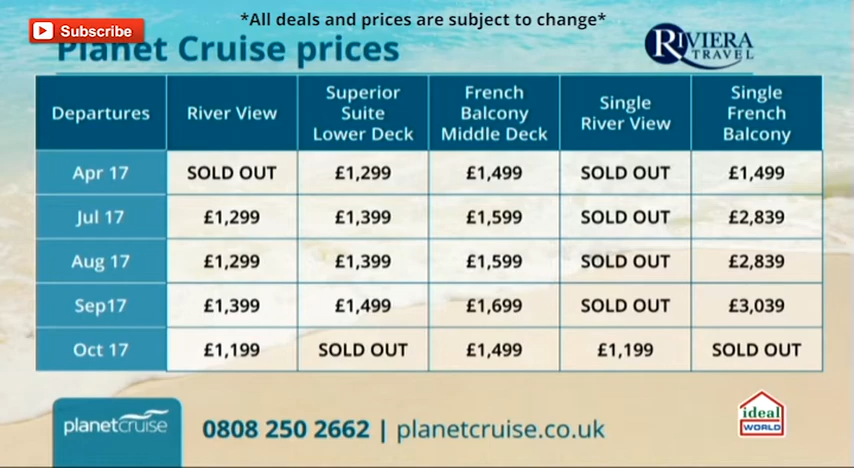 *All deals and prices are subject to change*
Subscribe
Planet Cruise prices
RIVIERA
TRAVEL
Departures
River View
Superior
Suite
Lower Deck
French
Balcony
Middle Deck
Single
River View
Single
French
Balcony
Apr 17 SOLD OUT £1,299 £1,499 SOLD OUT £1,499
Jul 17 £1,299 £1,399 £1,599 SOLD OUT £2,839
Aug 17 £1,299 £1,399 £1,599 SOLD OUT £2,839
Sep17 £1,399 £1,499 £1,699 SOLD OUT £3,039
Oct 17 £1,199 SOLD OUT £1,499 £1,199 SOLD OUT
planetcruise
0808 250 2662 | planetcruise.co.uk
ideal
WORLD